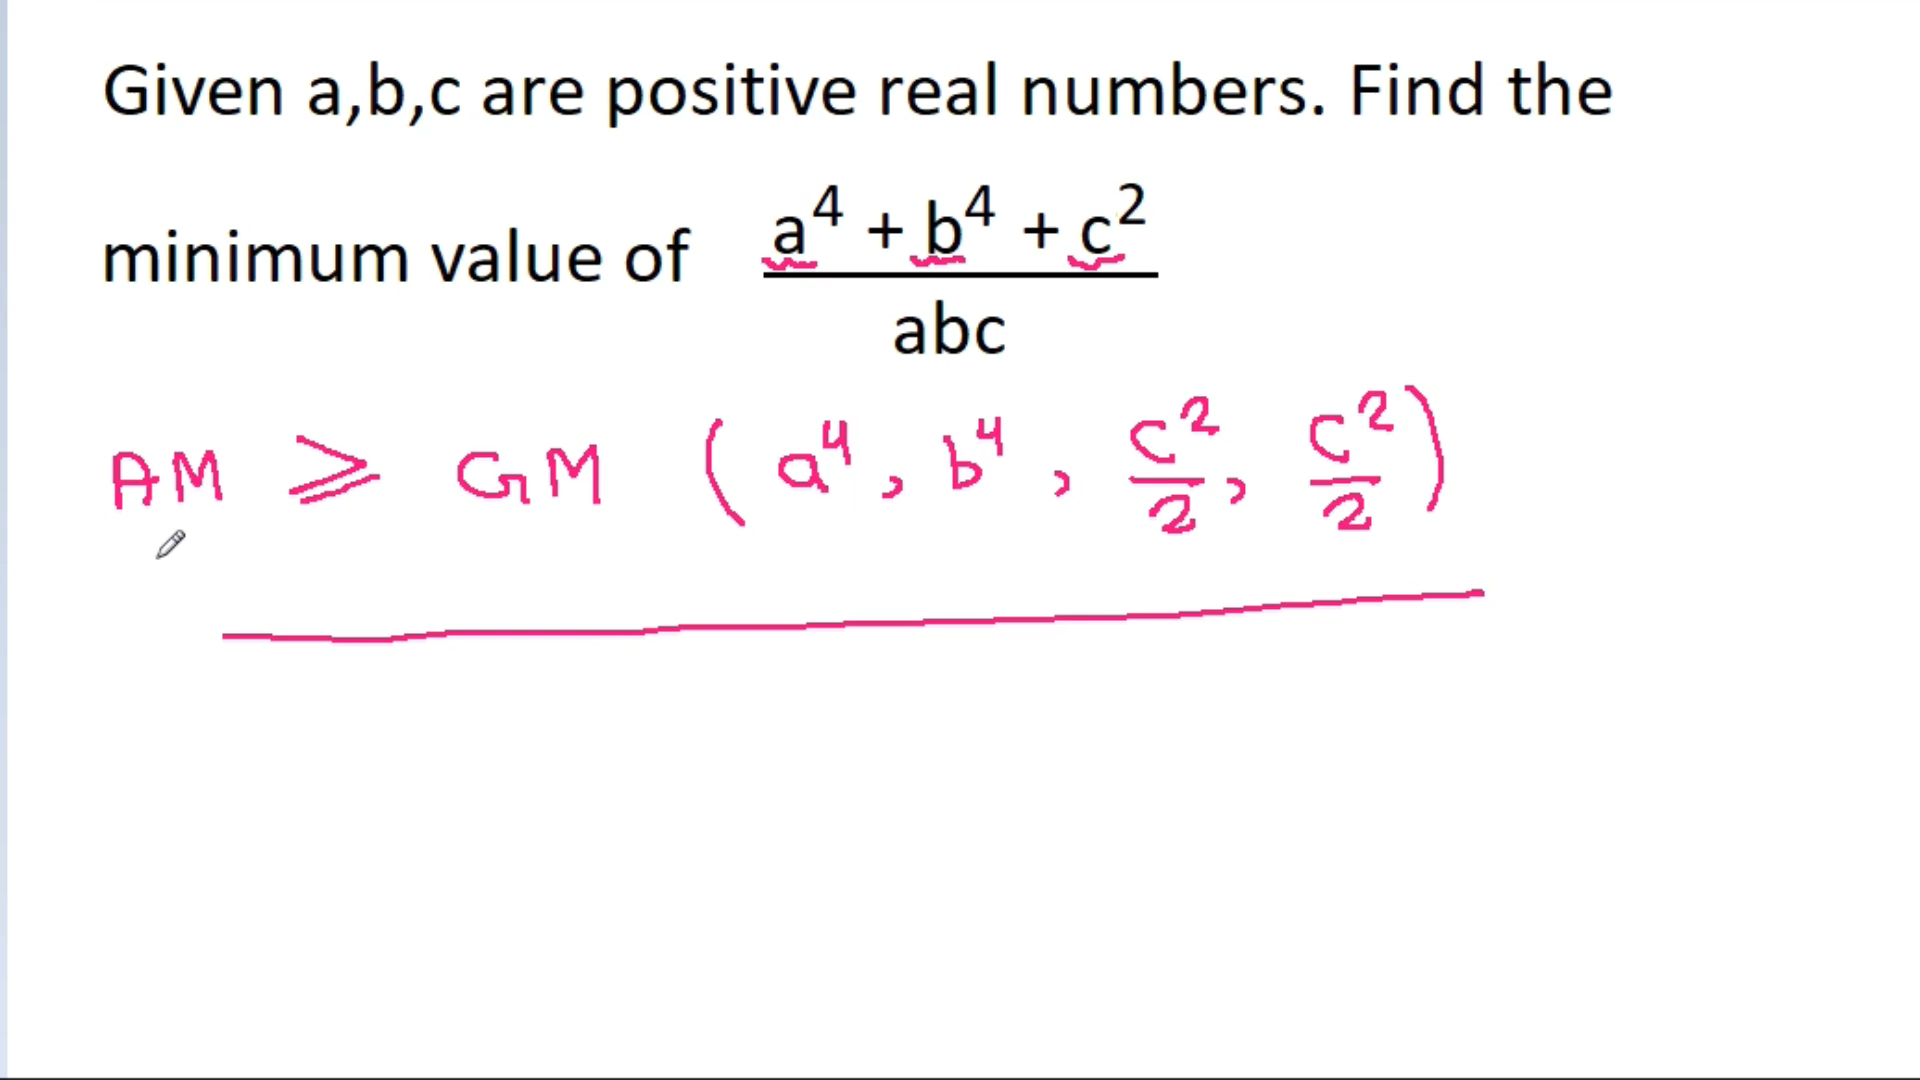 Given a,b,c are positive real numbers. Find the
minimum value of (a⁴ + b⁴ + c²)/abc
AM ⩾ GM (a⁴, b⁴, c²/2, c²/2)